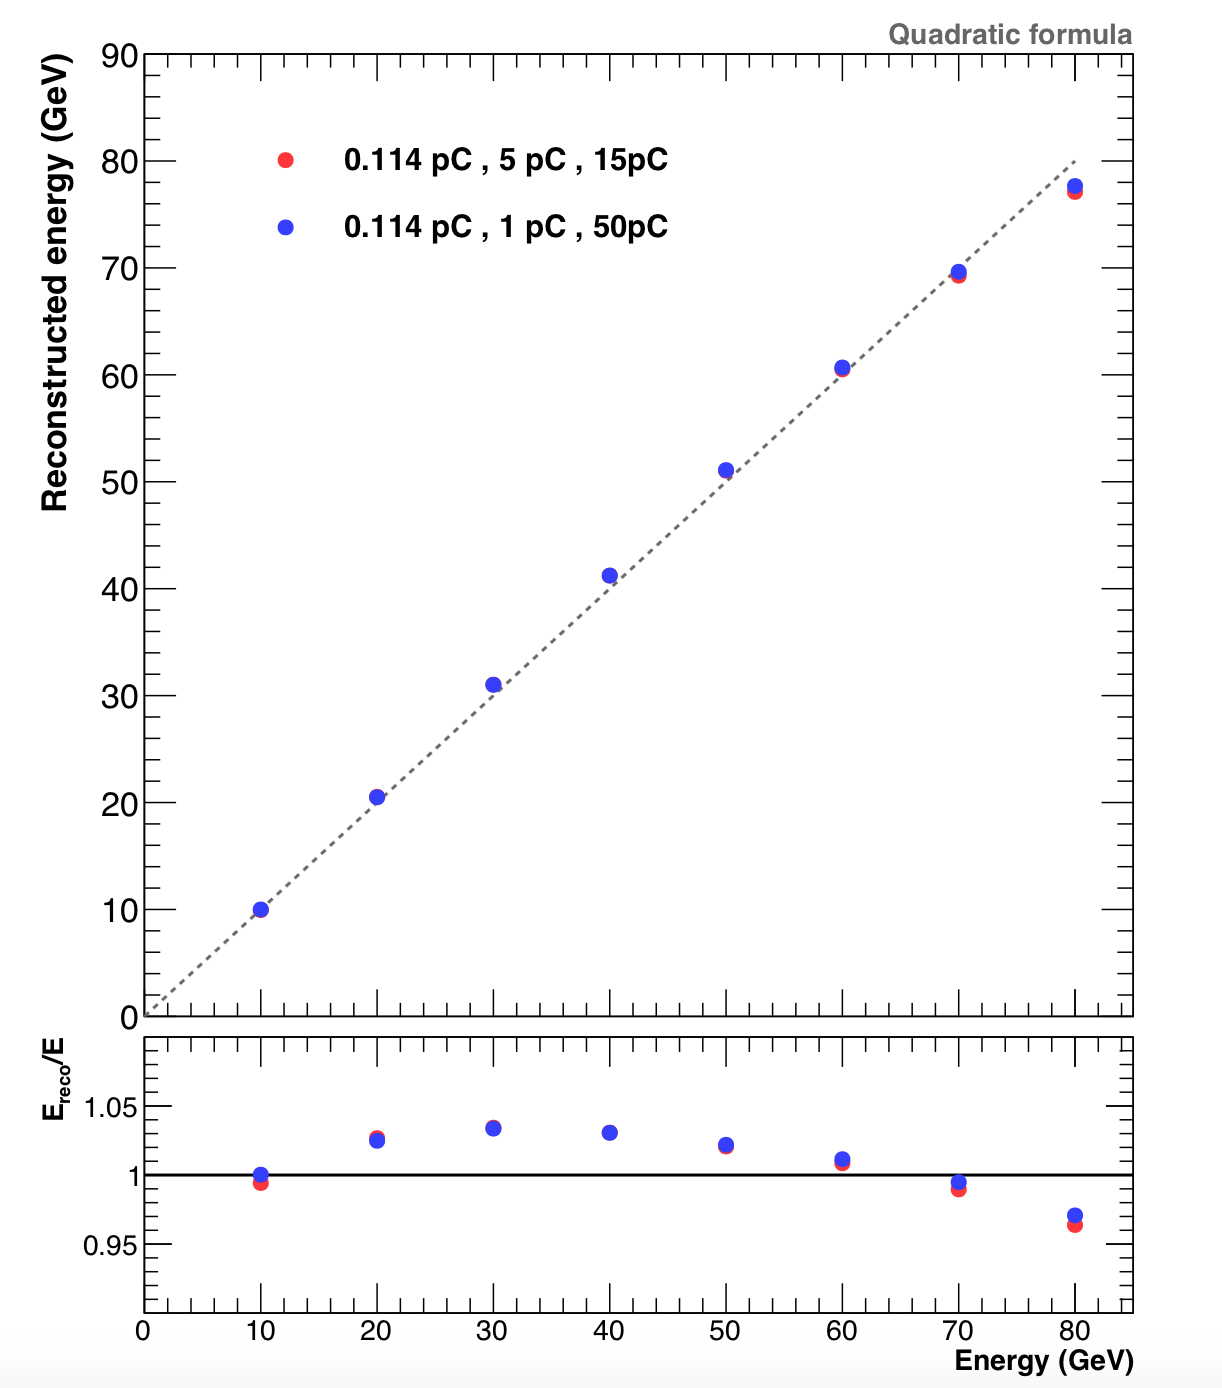 Quadratic formula
Reconstructed energy (GeV)
90
80
70
60
50
40
30
20
10
0
0.114 pC , 5 pC , 15pC
0.114 pC , 1 pC , 50pC
Ereco/E
1.05
1
0.95
0 10 20 30 40 50 60 70 80
Energy (GeV)